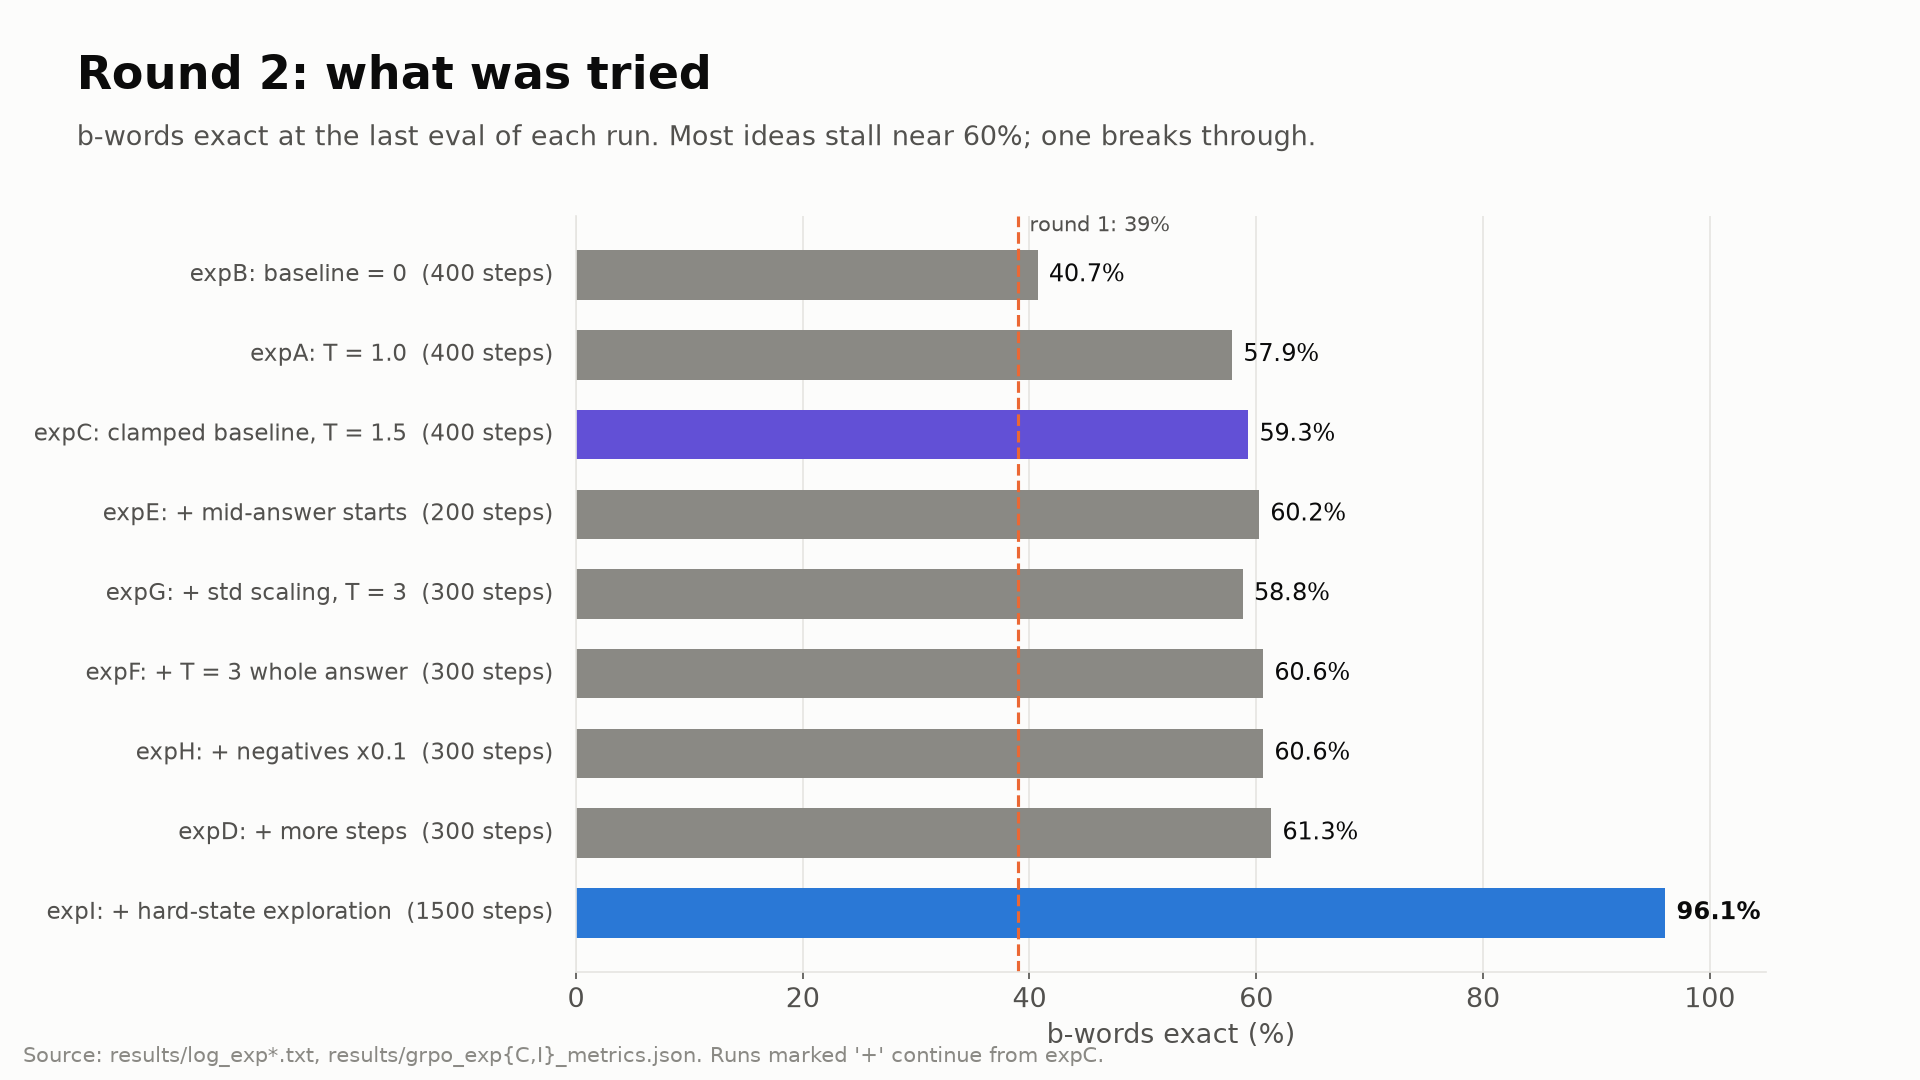 Round 2: what was tried
b-words exact at the last eval of each run. Most ideas stall near 60%; one breaks through.
round 1: 39%
expB: baseline = 0 (400 steps) 40.7%
expA: T = 1.0 (400 steps) 57.9%
expC: clamped baseline, T = 1.5 (400 steps) 59.3%
expE: + mid-answer starts (200 steps) 60.2%
expG: + std scaling, T = 3 (300 steps) 58.8%
expF: + T = 3 whole answer (300 steps) 60.6%
expH: + negatives x0.1 (300 steps) 60.6%
expD: + more steps (300 steps) 61.3%
expI: + hard-state exploration (1500 steps) 96.1%
0 20 40 60 80 100
b-words exact (%)
Source: results/log_exp*.txt, results/grpo_exp{C,I}_metrics.json. Runs marked '+' continue from expC.